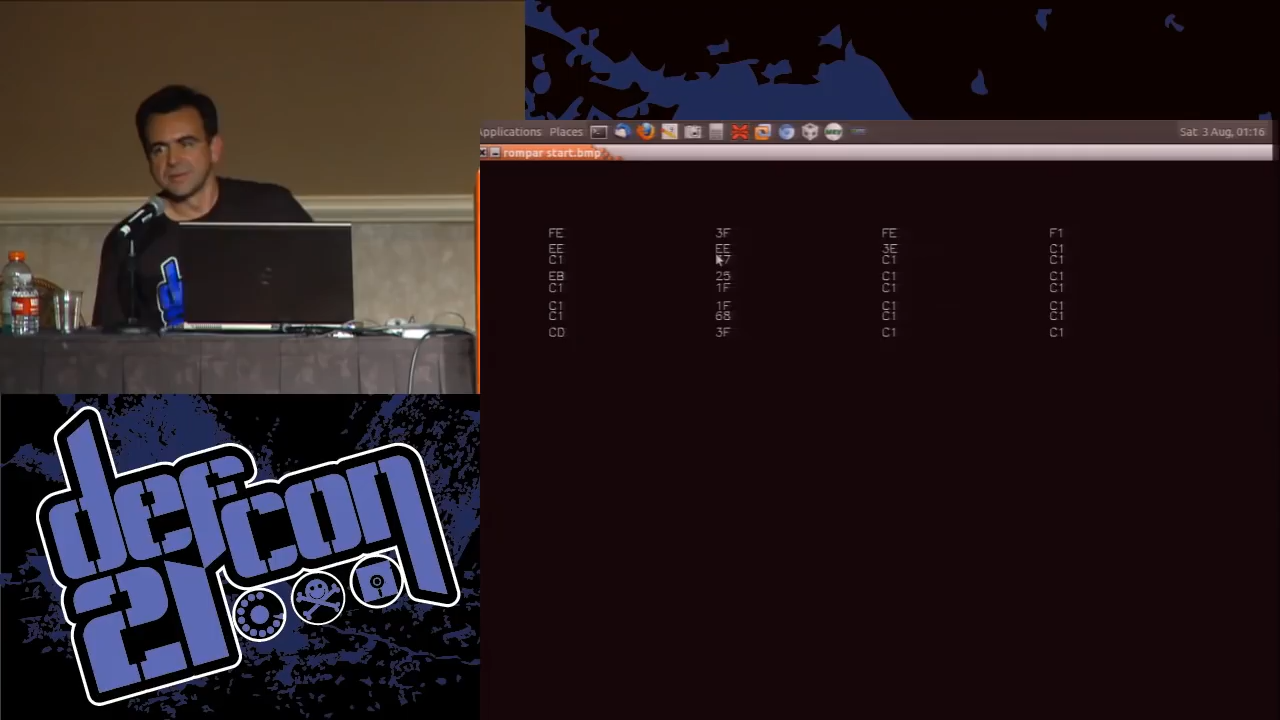 Applications Places Sat 3 Aug, 01:16
rompar start.bmp
FE 3F FE F1
EE EE 3E C1
C1 C1 C1
EB 25 C1 C1
C1 1F C1 C1
C1 1F C1 C1
C1 68 C1 C1
CD 3F C1 C1
defcon
21